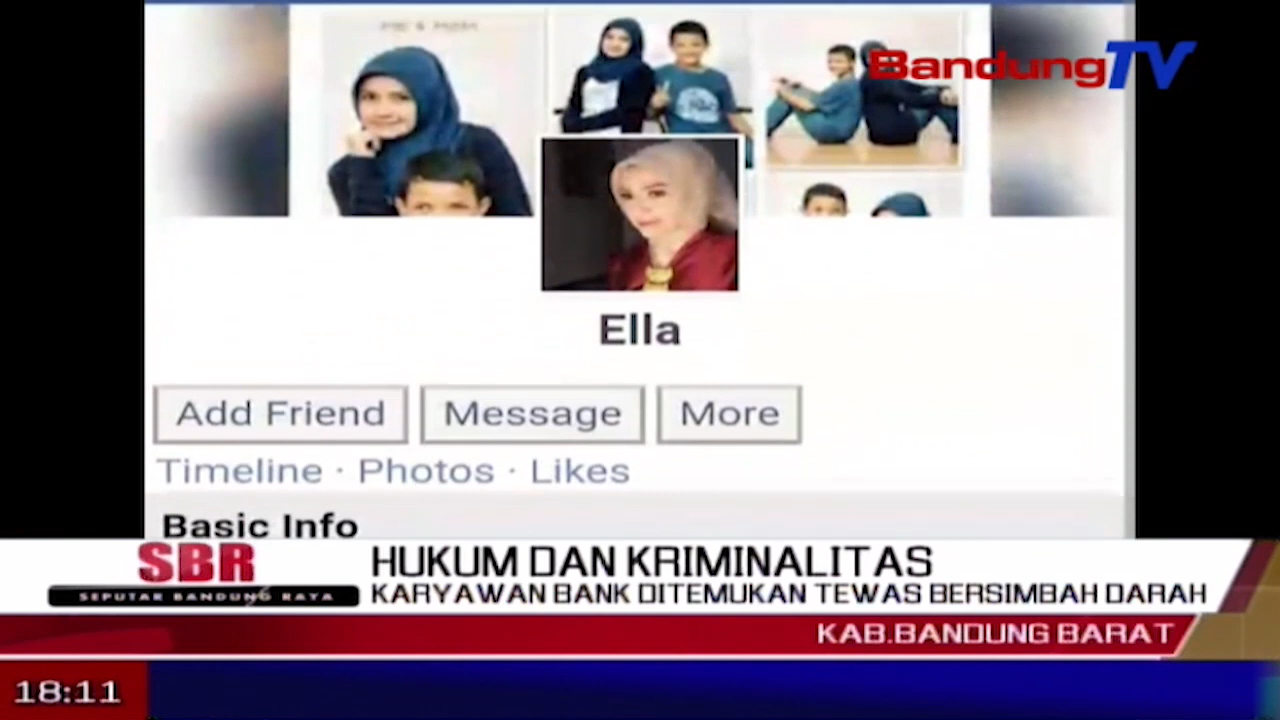 BandungTV
Ella
Add Friend
Message
More
Timeline · Photos · Likes
Basic Info
SBR
SEPUTAR BANDUNG RAYA
HUKUM DAN KRIMINALITAS
KARYAWAN BANK DITEMUKAN TEWAS BERSIMBAH DARAH
KAB.BANDUNG BARAT
18:11